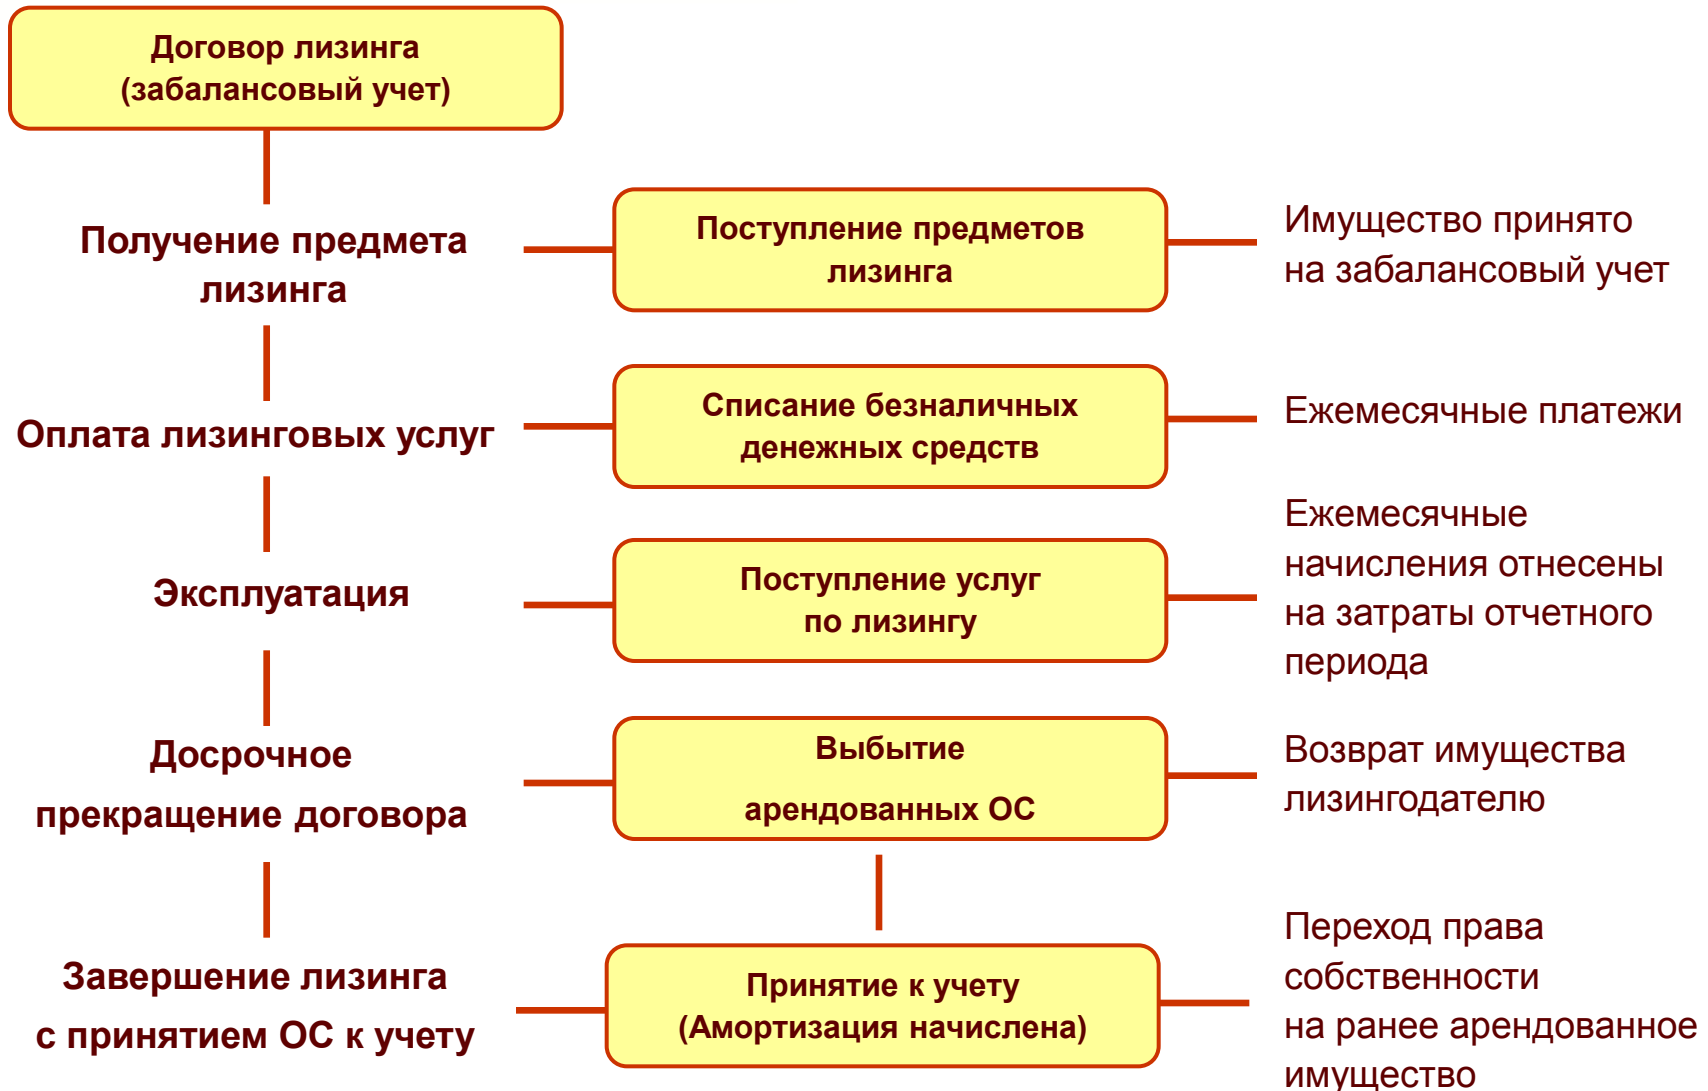 Договор лизинга
(забалансовый учет)
Получение предмета
лизинга
Поступление предметов
лизинга
Имущество принято
на забалансовый учет
Оплата лизинговых услуг
Списание безналичных
денежных средств
Ежемесячные платежи
Эксплуатация
Поступление услуг
по лизингу
Ежемесячные
начисления отнесены
на затраты отчетного
периода
Досрочное
прекращение договора
Выбытие
арендованных ОС
Возврат имущества
лизингодателю
Завершение лизинга
с принятием ОС к учету
Принятие к учету
(Амортизация начислена)
Переход права
собственности
на ранее арендованное
имущество